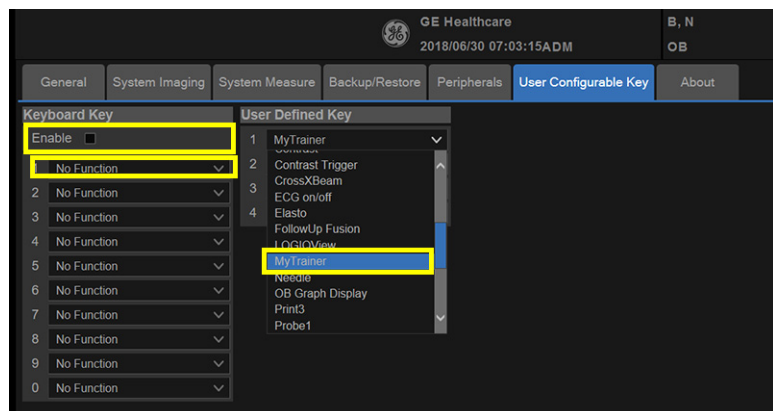 GE Healthcare
2018/06/30 07:03:15ADM
B, N
OB
General System Imaging System Measure Backup/Restore Peripherals User Configurable Key About
Keyboard Key
Enable
1 No Function
2 No Function
3 No Function
4 No Function
5 No Function
6 No Function
7 No Function
8 No Function
9 No Function
0 No Function
User Defined Key
1 MyTrainer
2
3
4
Contrast
Contrast Trigger
CrossXBeam
ECG on/off
Elasto
FollowUp Fusion
LOGIQView
MyTrainer
Needle
OB Graph Display
Print3
Probe1